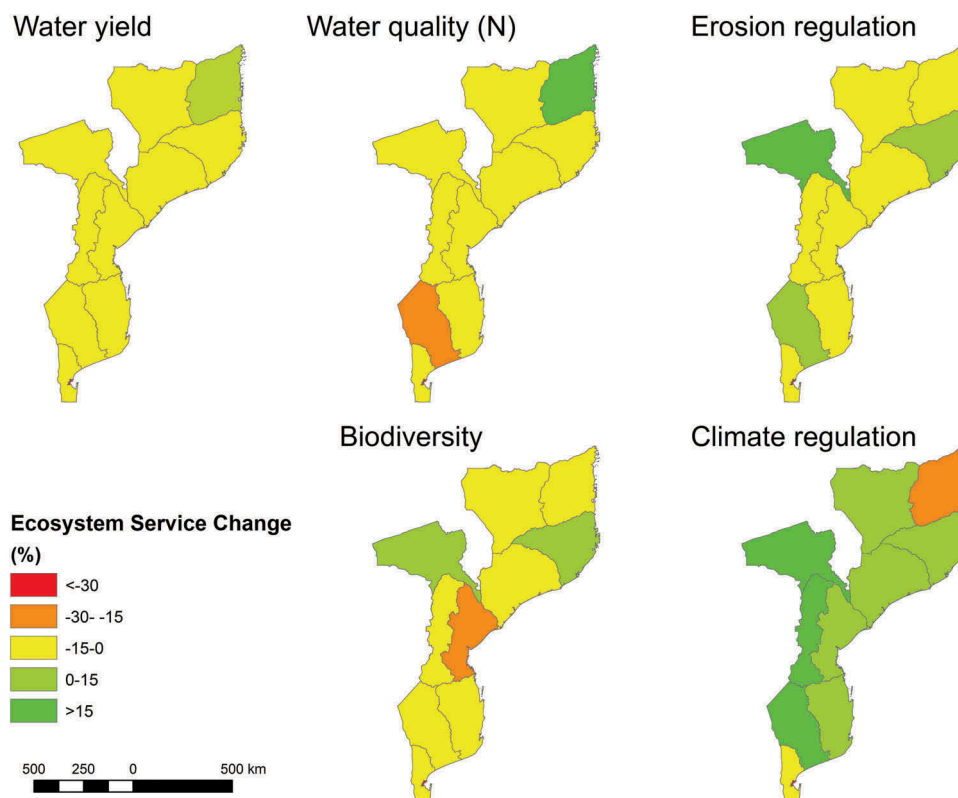 Water yield
Water quality (N)
Erosion regulation
Biodiversity
Climate regulation
Ecosystem Service Change
(%)
<-30
-30- -15
-15-0
0-15
>15
500 250 0 500 km